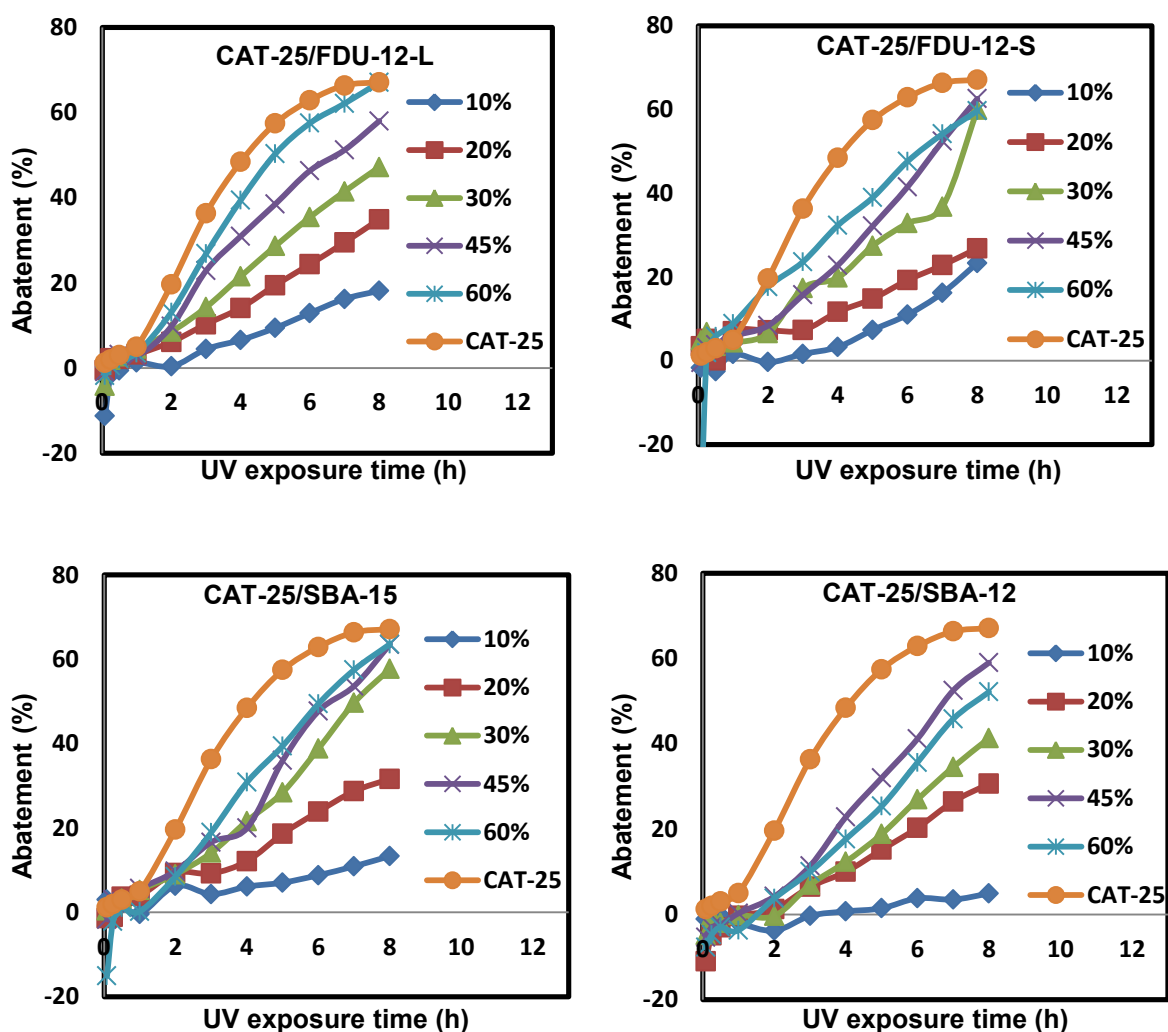 CAT-25/FDU-12-L
Abatement (%)
80
60
40
20
0
-20
0 2 4 6 8 10 12
UV exposure time (h)
10%
20%
30%
45%
60%
CAT-25
CAT-25/FDU-12-S
Abatement (%)
80
60
40
20
0
-20
0 2 4 6 8 10 12
UV exposure time (h)
10%
20%
30%
45%
60%
CAT-25
CAT-25/SBA-15
Abatement (%)
80
60
40
20
0
-20
0 2 4 6 8 10 12
UV exposure time (h)
10%
20%
30%
45%
60%
CAT-25
CAT-25/SBA-12
Abatement (%)
80
60
40
20
0
-20
0 2 4 6 8 10 12
UV exposure time (h)
10%
20%
30%
45%
60%
CAT-25